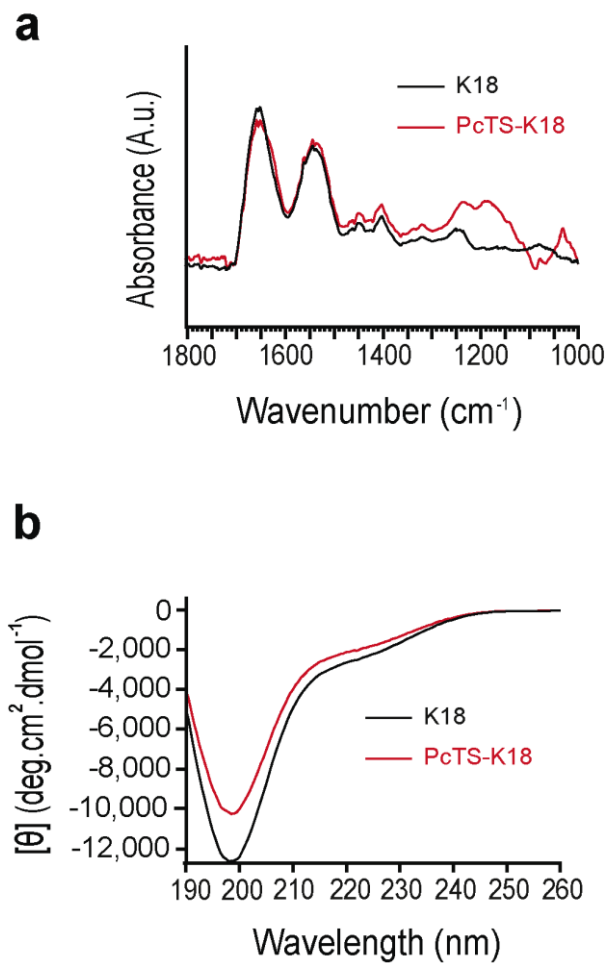 a
Absorbance (A.u.)
K18
PcTS-K18
1800 1600 1400 1200 1000
Wavenumber (cm⁻¹)
b
[θ] (deg.cm².dmol⁻¹)
0
-2,000
-4,000
-6,000
-8,000
-10,000
-12,000
K18
PcTS-K18
190 200 210 220 230 240 250 260
Wavelength (nm)